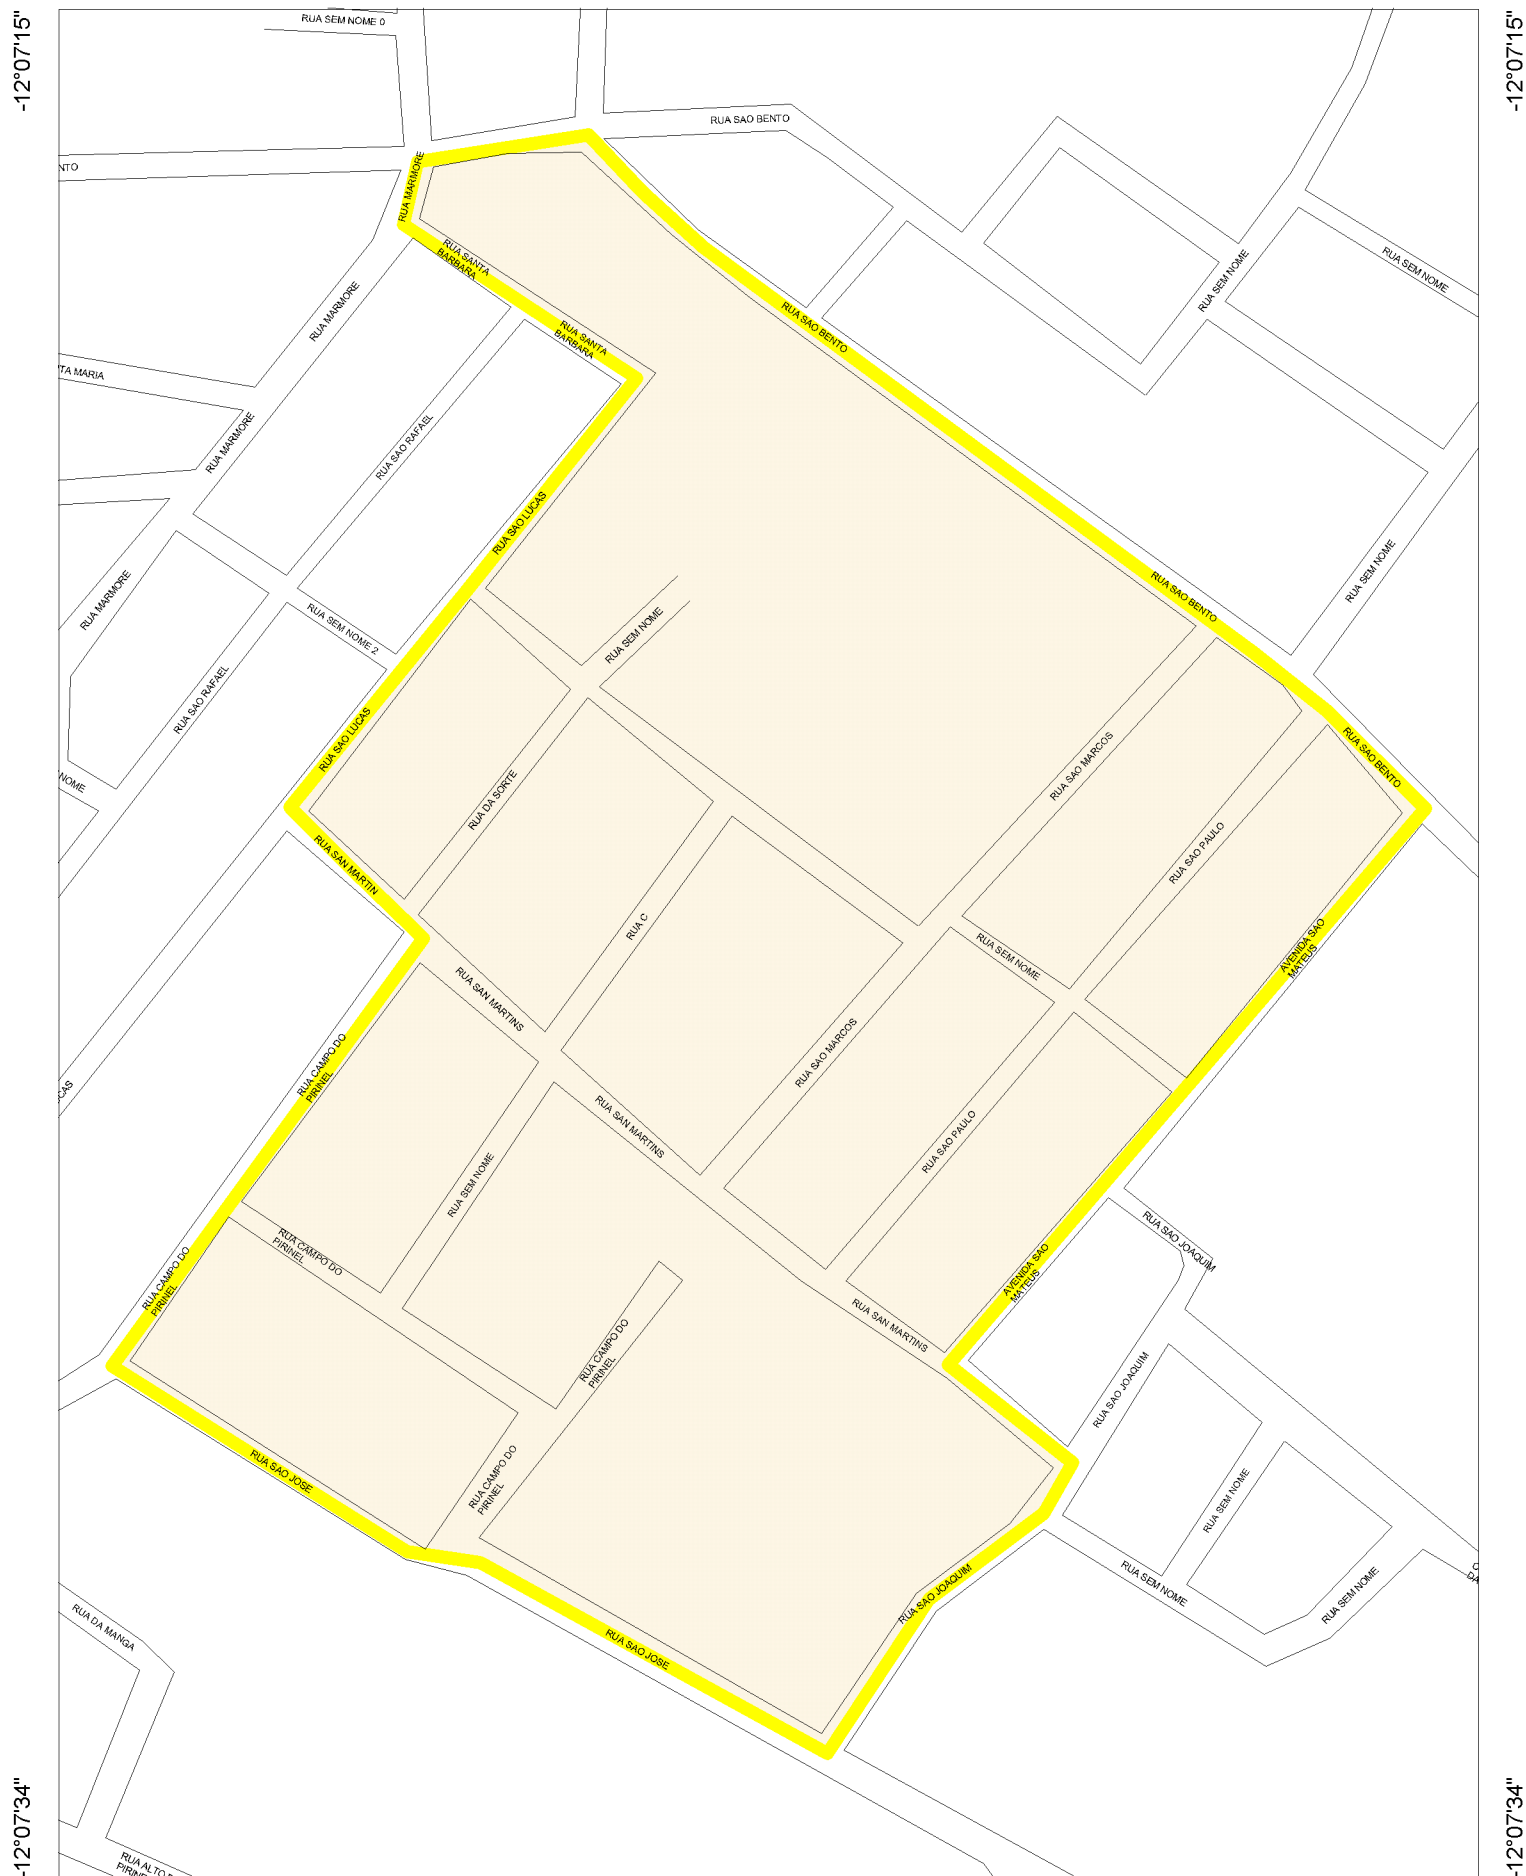 -12°07'15"
-12°07'15"
RUA SEM NOME 0
RUA SAO BENTO
NTO
RUA MARMORE
RUA SANTA
BARBARA
RUA SEM NOME
RUA SEM NOME
RUA MARMORE
RUA SAO BENTO
RUA SANTA
BARBARA
TA MARIA
RUA MARMORE
RUA SAO RAFAEL
RUA SAO LUCAS
RUA SEM NOME
RUA SAO BENTO
RUA MARMORE
RUA SEM NOME 2
RUA SEM NOME
RUA SAO RAFAEL
RUA SAO LUCAS
RUA SAO BENTO
RUA SAO MARCOS
NOME
RUA DA SORTE
RUA SAO PAULO
RUA SAN MARTIN
RUA C
AVENIDA SAO
MATEUS
RUA SEM NOME
RUA SAN MARTINS
RUA SAO MARCOS
RUA CAMPO DO
PIRINEL
CAS
RUA SAN MARTINS
RUA SAO PAULO
RUA SEM NOME
RUA SAO JOAQUIM
RUA CAMPO DO
PIRINEL
RUA CAMPO DO
PIRINEL
AVENIDA SAO
MATEUS
RUA SAN MARTINS
RUA CAMPO DO
PIRINEL
RUA SAO JOAQUIM
RUA SAO JOSE
RUA CAMPO DO
PIRINEL
RUA SEM NOME
RUA SAO JOAQUIM
RUA SEM NOME
RUA SEM NOME
DA
RUA DA MANGA
RUA SAO JOSE
-12°07'34"
-12°07'34"
RUA ALTO